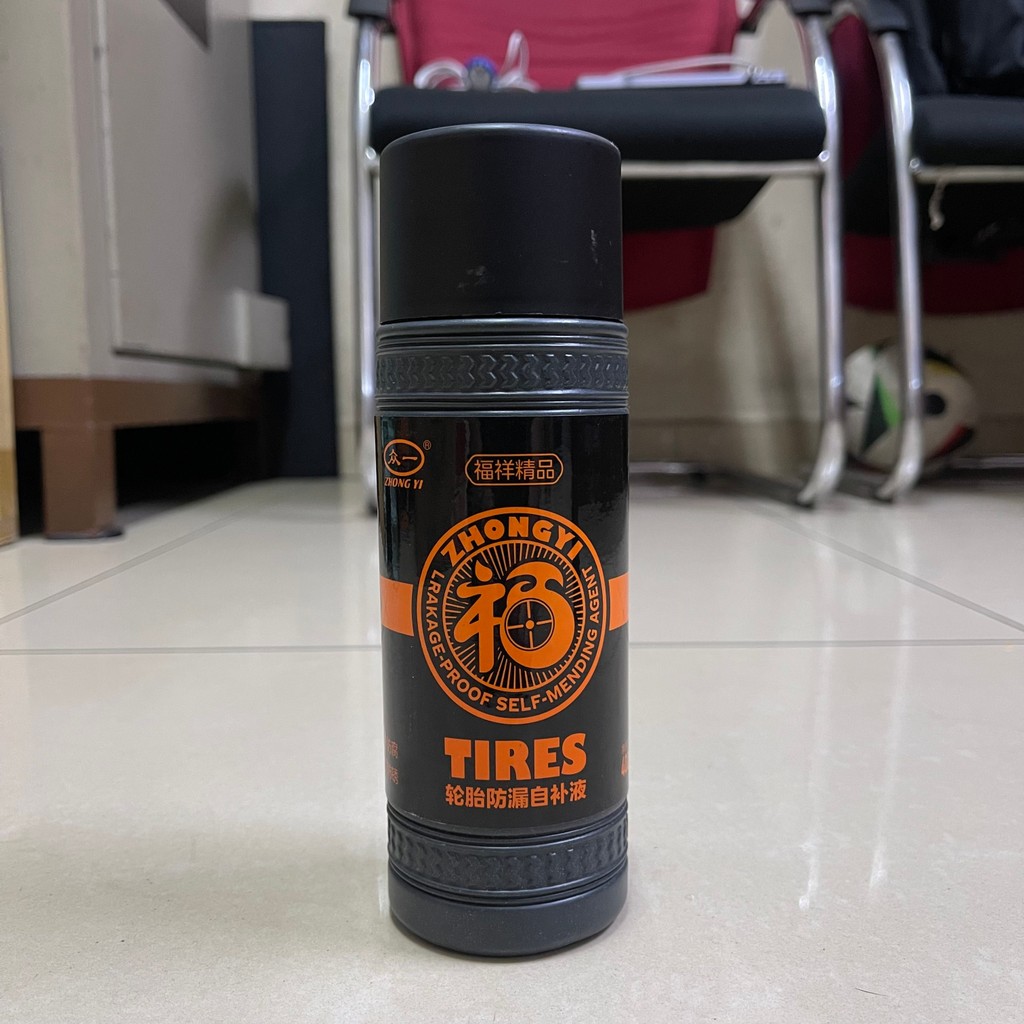 众一®
ZHONG YI
福祥精品
ZHONGYI
福
LRAKAGE-PROOF SELF-MENDING AGENT
TIRES
轮胎防漏自补液